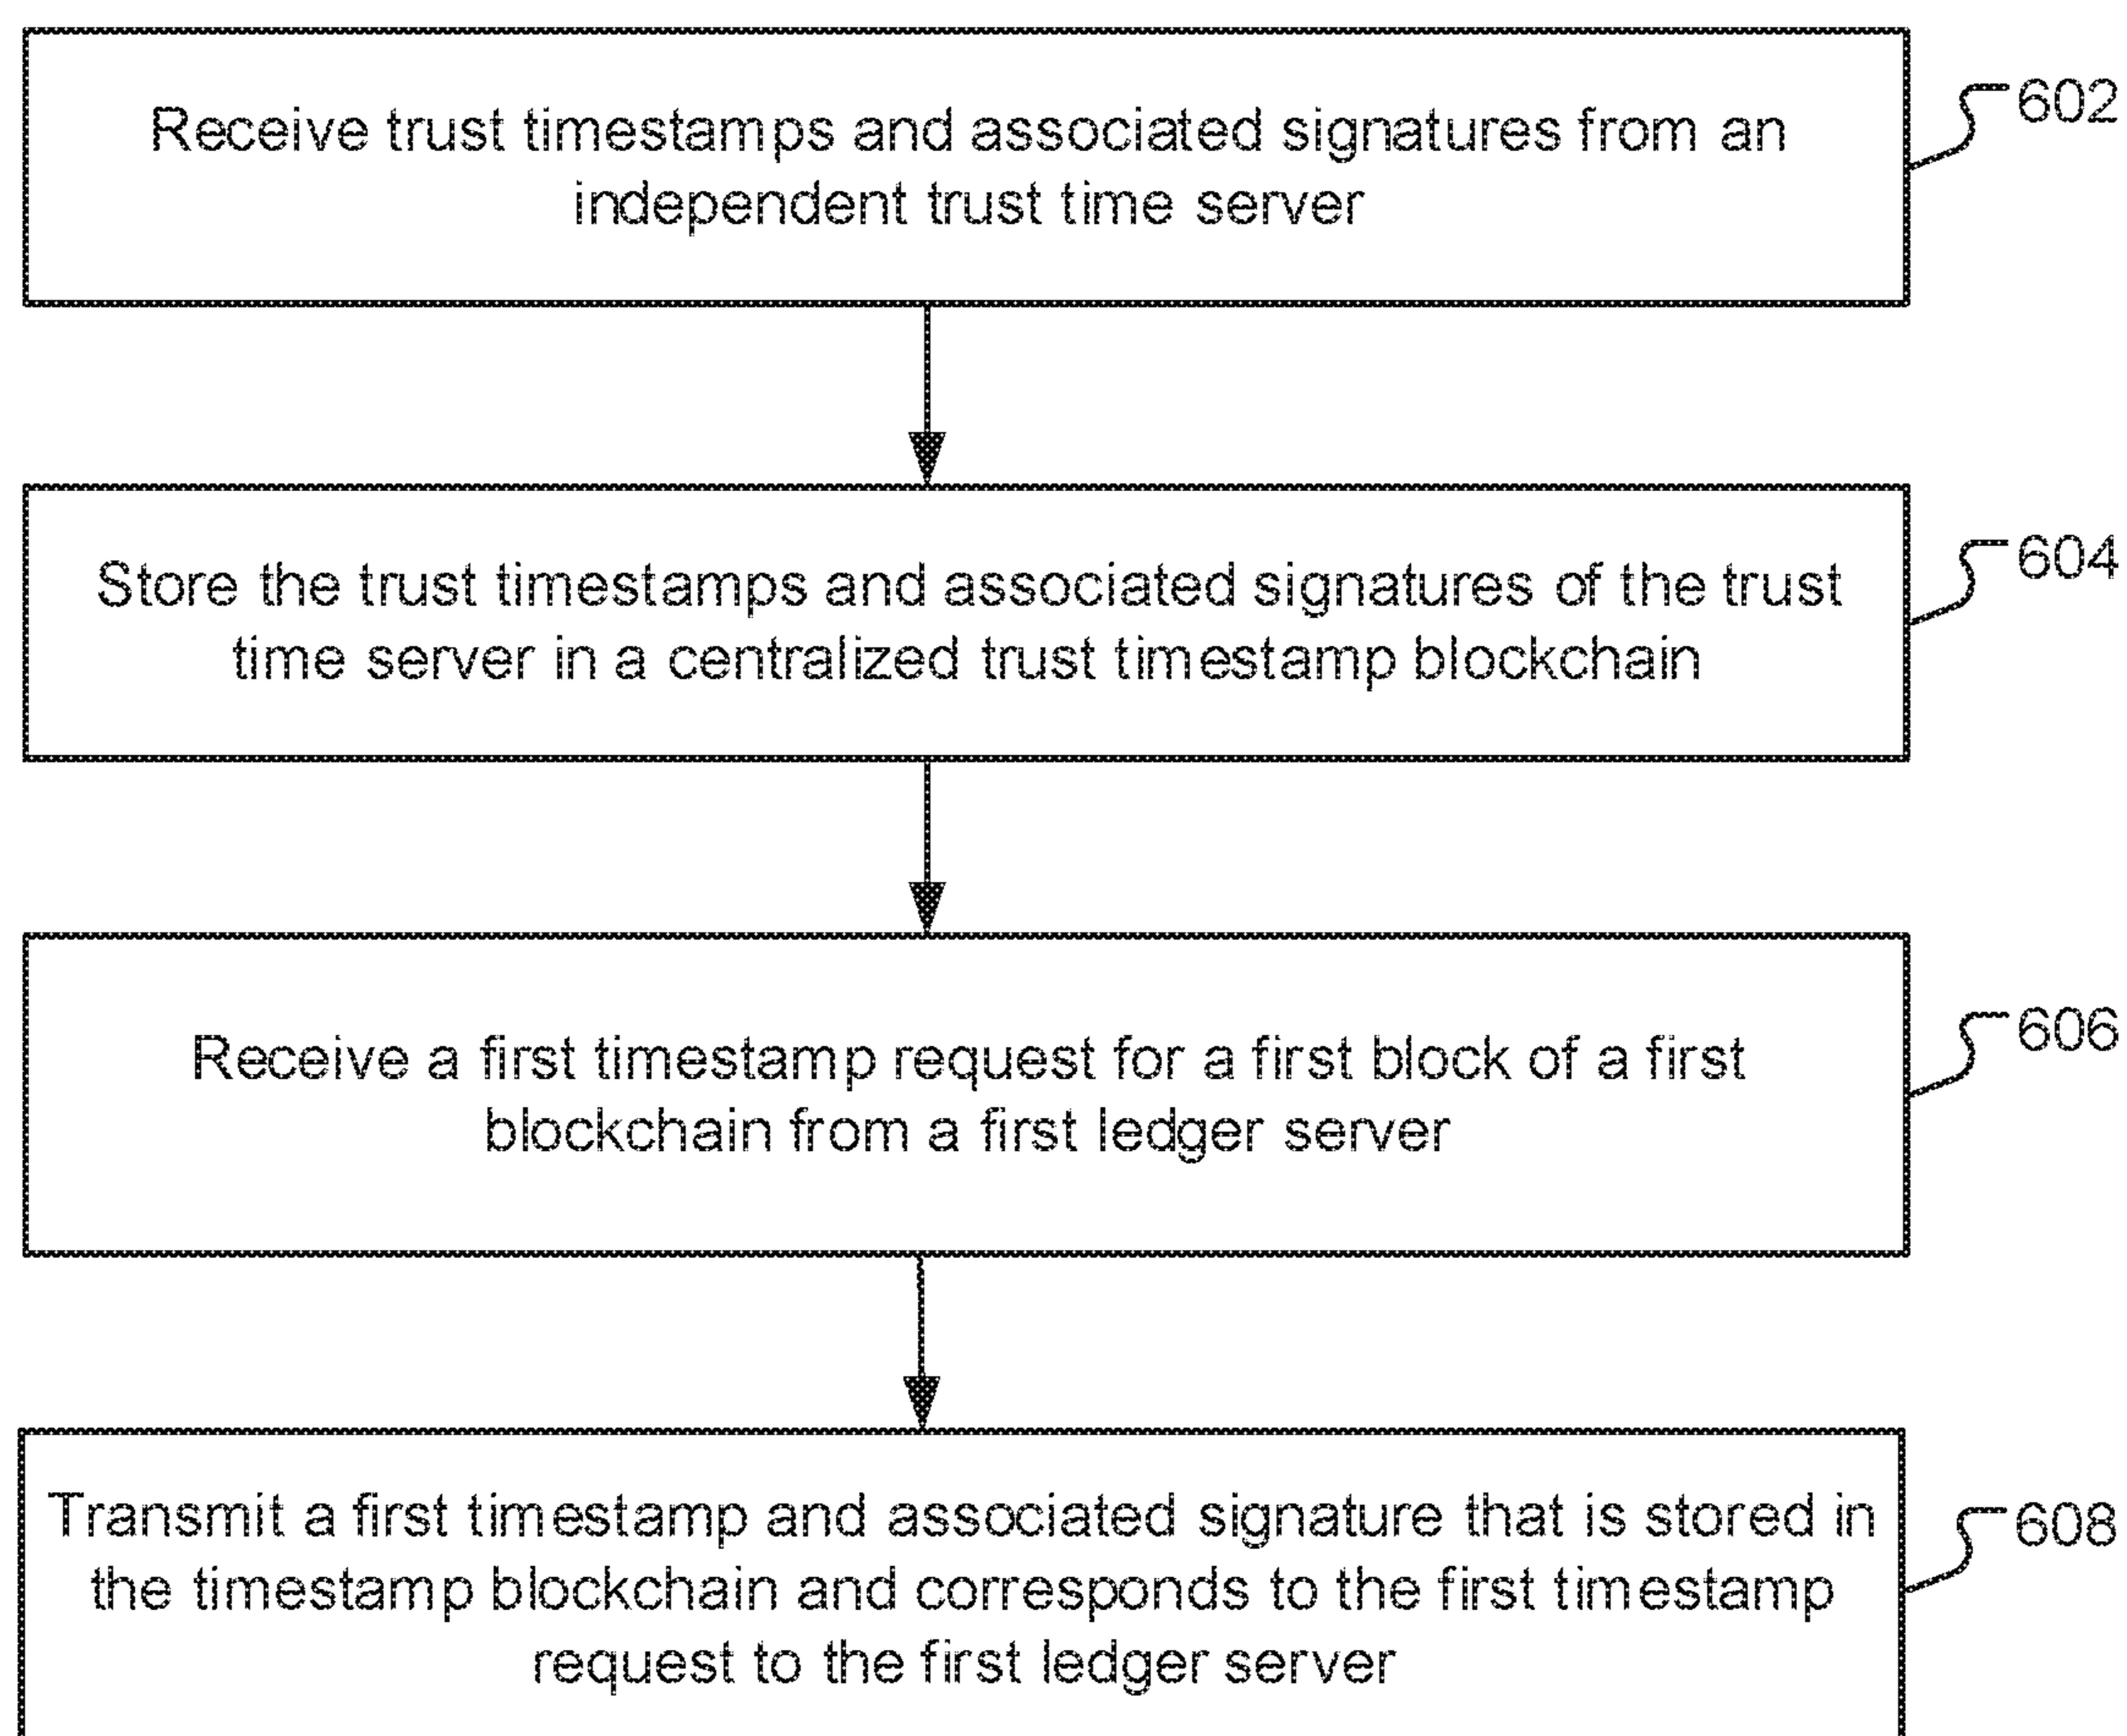 Receive trust timestamps and associated signatures from an
independent trust time server
602
Store the trust timestamps and associated signatures of the trust
time server in a centralized trust timestamp blockchain
604
Receive a first timestamp request for a first block of a first
blockchain from a first ledger server
606
Transmit a first timestamp and associated signature that is stored in
the timestamp blockchain and corresponds to the first timestamp
request to the first ledger server
608